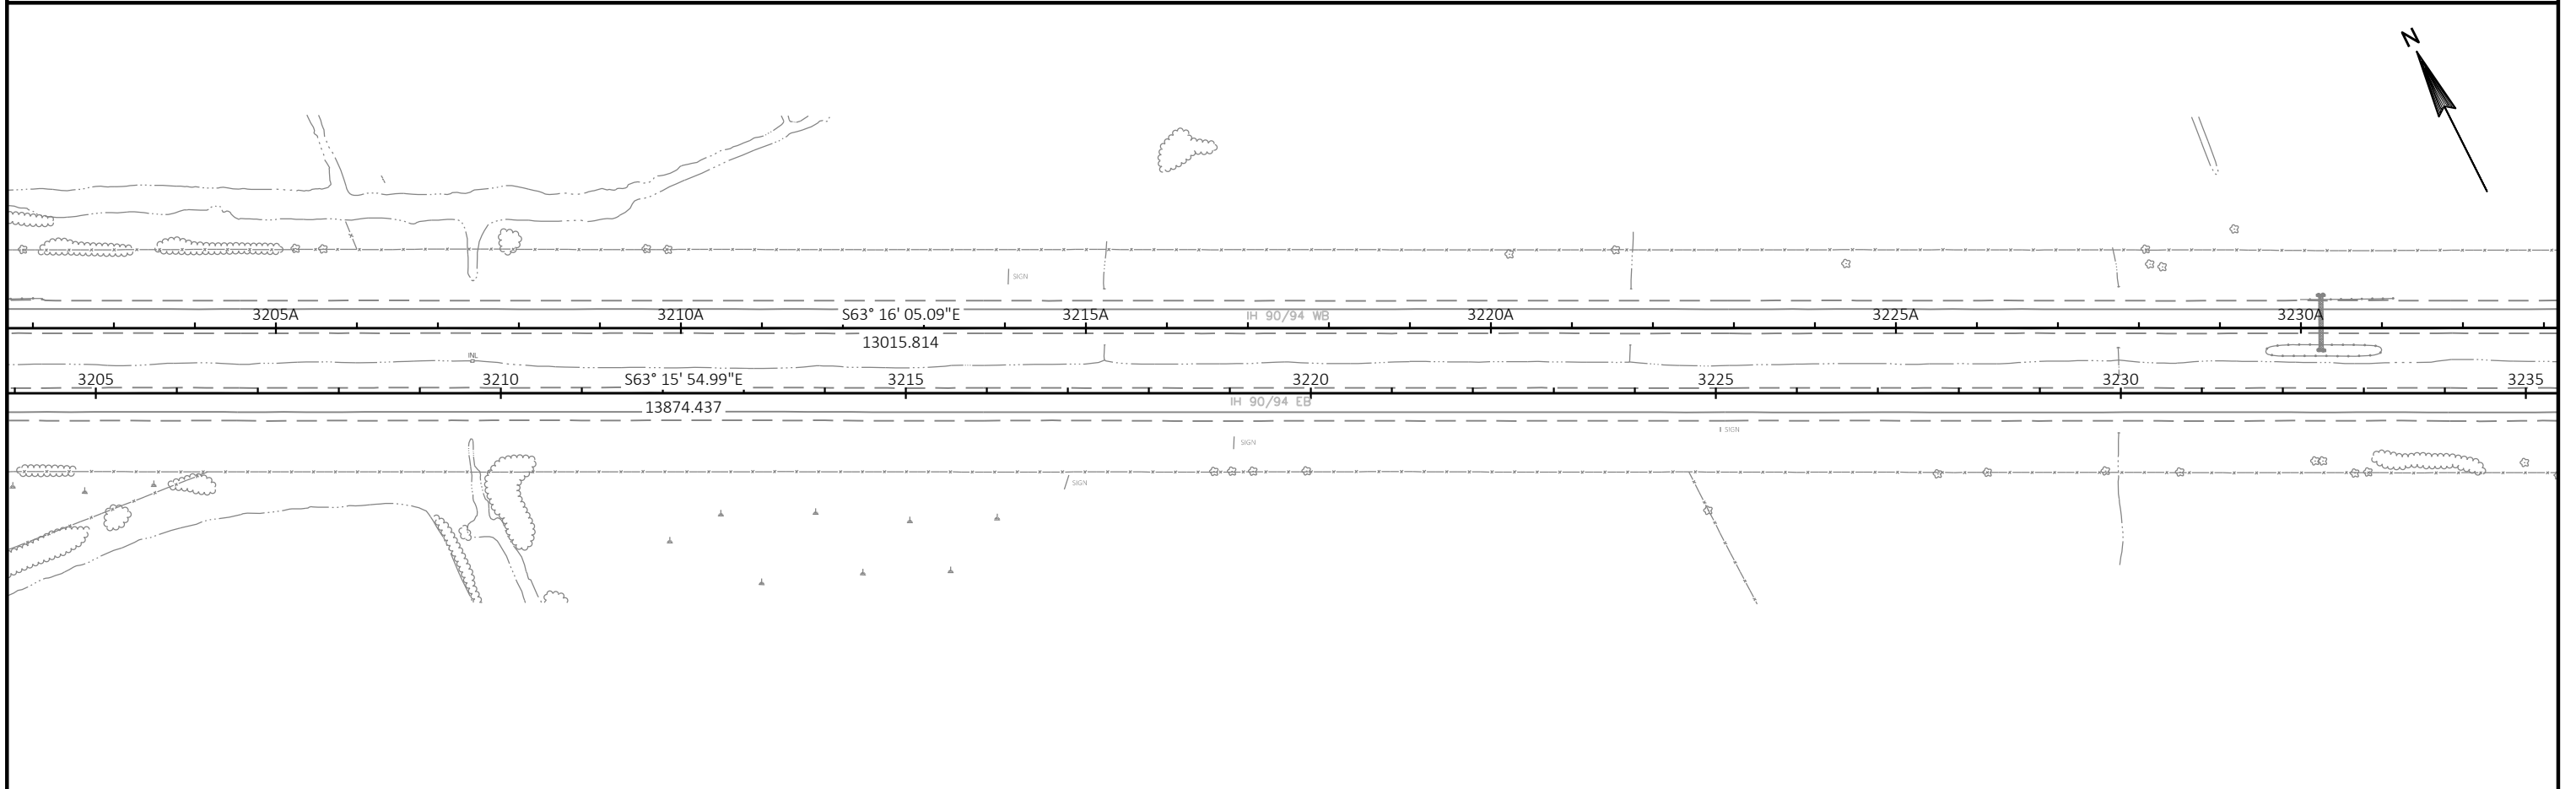 N
SIGN
3205A 3210A S63° 16' 05.09"E 3215A IH 90/94 WB 3220A 3225A 3230A
13015.814
INL
3205 3210 S63° 15' 54.99"E 3215 3220 3225 3230 3235
13874.437 IH 90/94 EB
SIGN
SIGN
SIGN